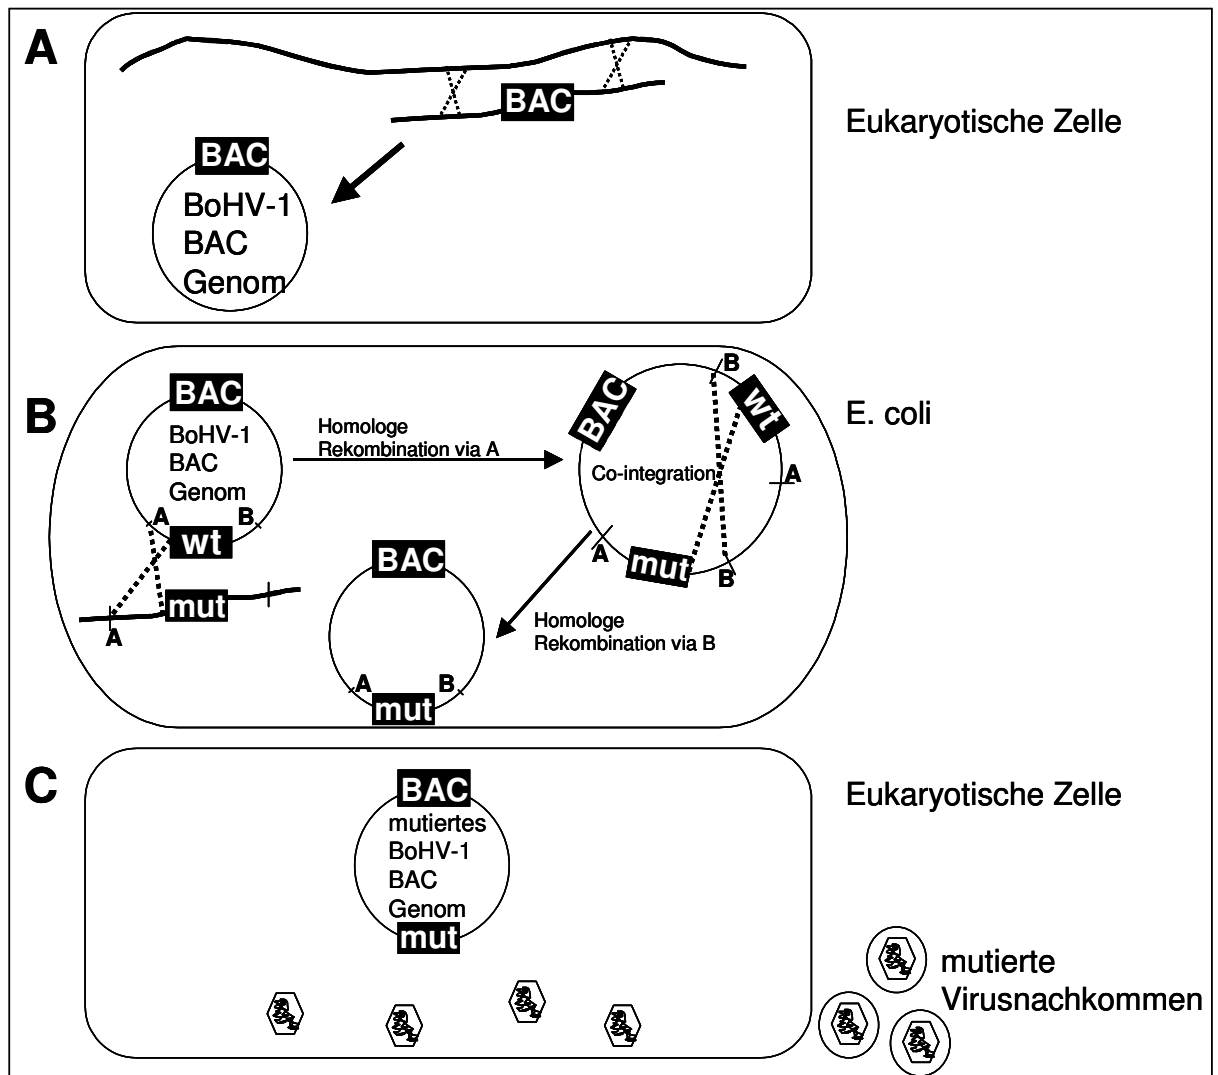 A
BAC
Eukaryotische Zelle
BAC
BoHV-1
BAC
Genom
B
BAC
BoHV-1
BAC
Genom
A
B
wt
mut
A
Homologe
Rekombination via A
BAC
B
wt
A
Co-integration
A
mut
B
E. coli
Homologe
Rekombination via B
BAC
A
B
mut
C
BAC
mutiertes
BoHV-1
BAC
Genom
mut
Eukaryotische Zelle
mutierte
Virusnachkommen